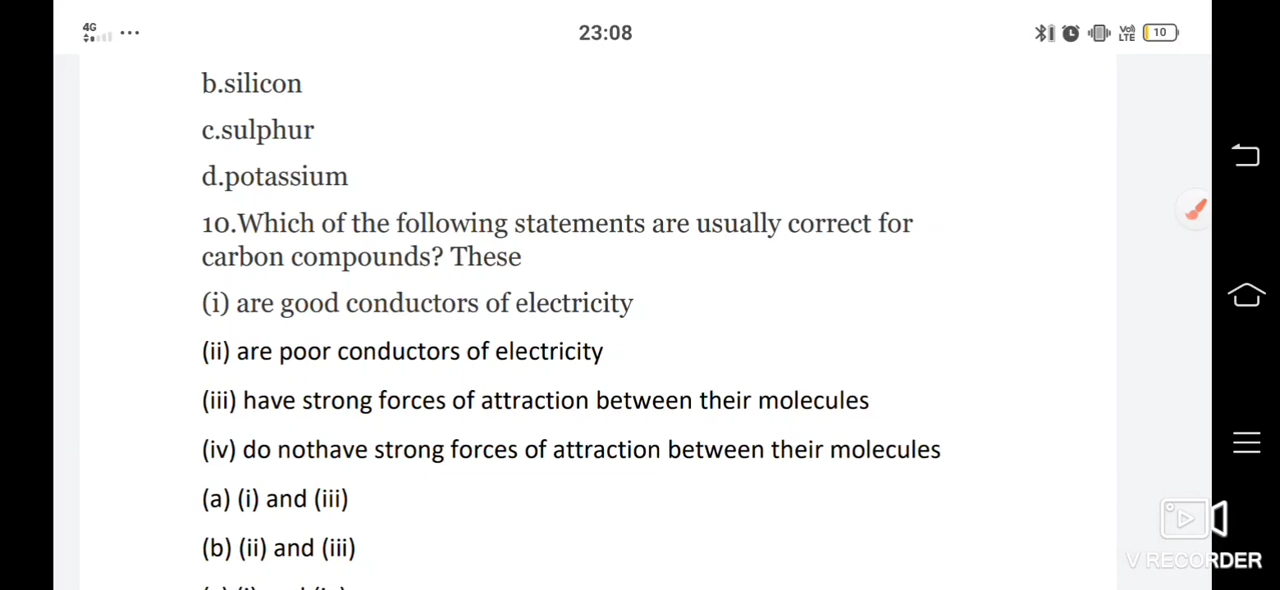 4G
23:08
Vo)
LTE
10
b.silicon
c.sulphur
d.potassium
10.Which of the following statements are usually correct for
carbon compounds? These
(i) are good conductors of electricity
(ii) are poor conductors of electricity
(iii) have strong forces of attraction between their molecules
(iv) do nothave strong forces of attraction between their molecules
(a) (i) and (iii)
(b) (ii) and (iii)
V RECORDER